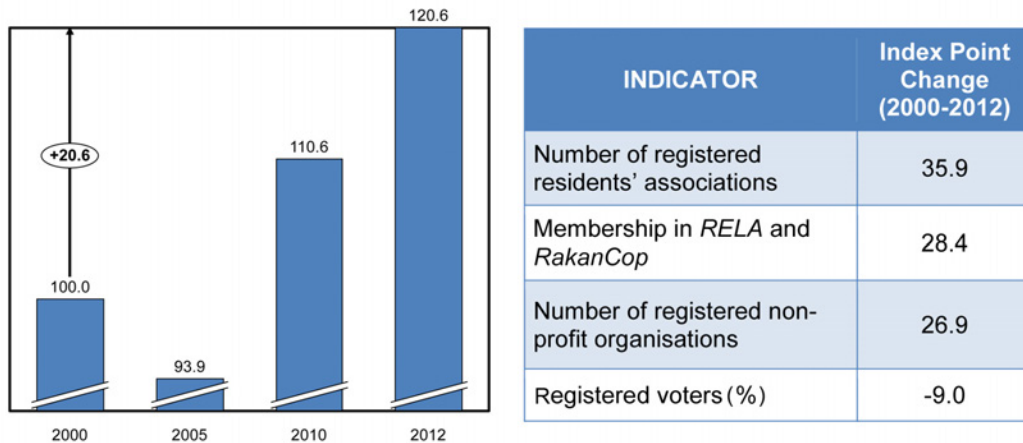 120.6
+20.6
110.6
100.0
93.9
2000 2005 2010 2012
INDICATOR
Index Point
Change
(2000-2012)
Number of registered
residents’ associations
35.9
Membership in RELA and
RakanCop
28.4
Number of registered non-
profit organisations
26.9
Registered voters (%)
-9.0